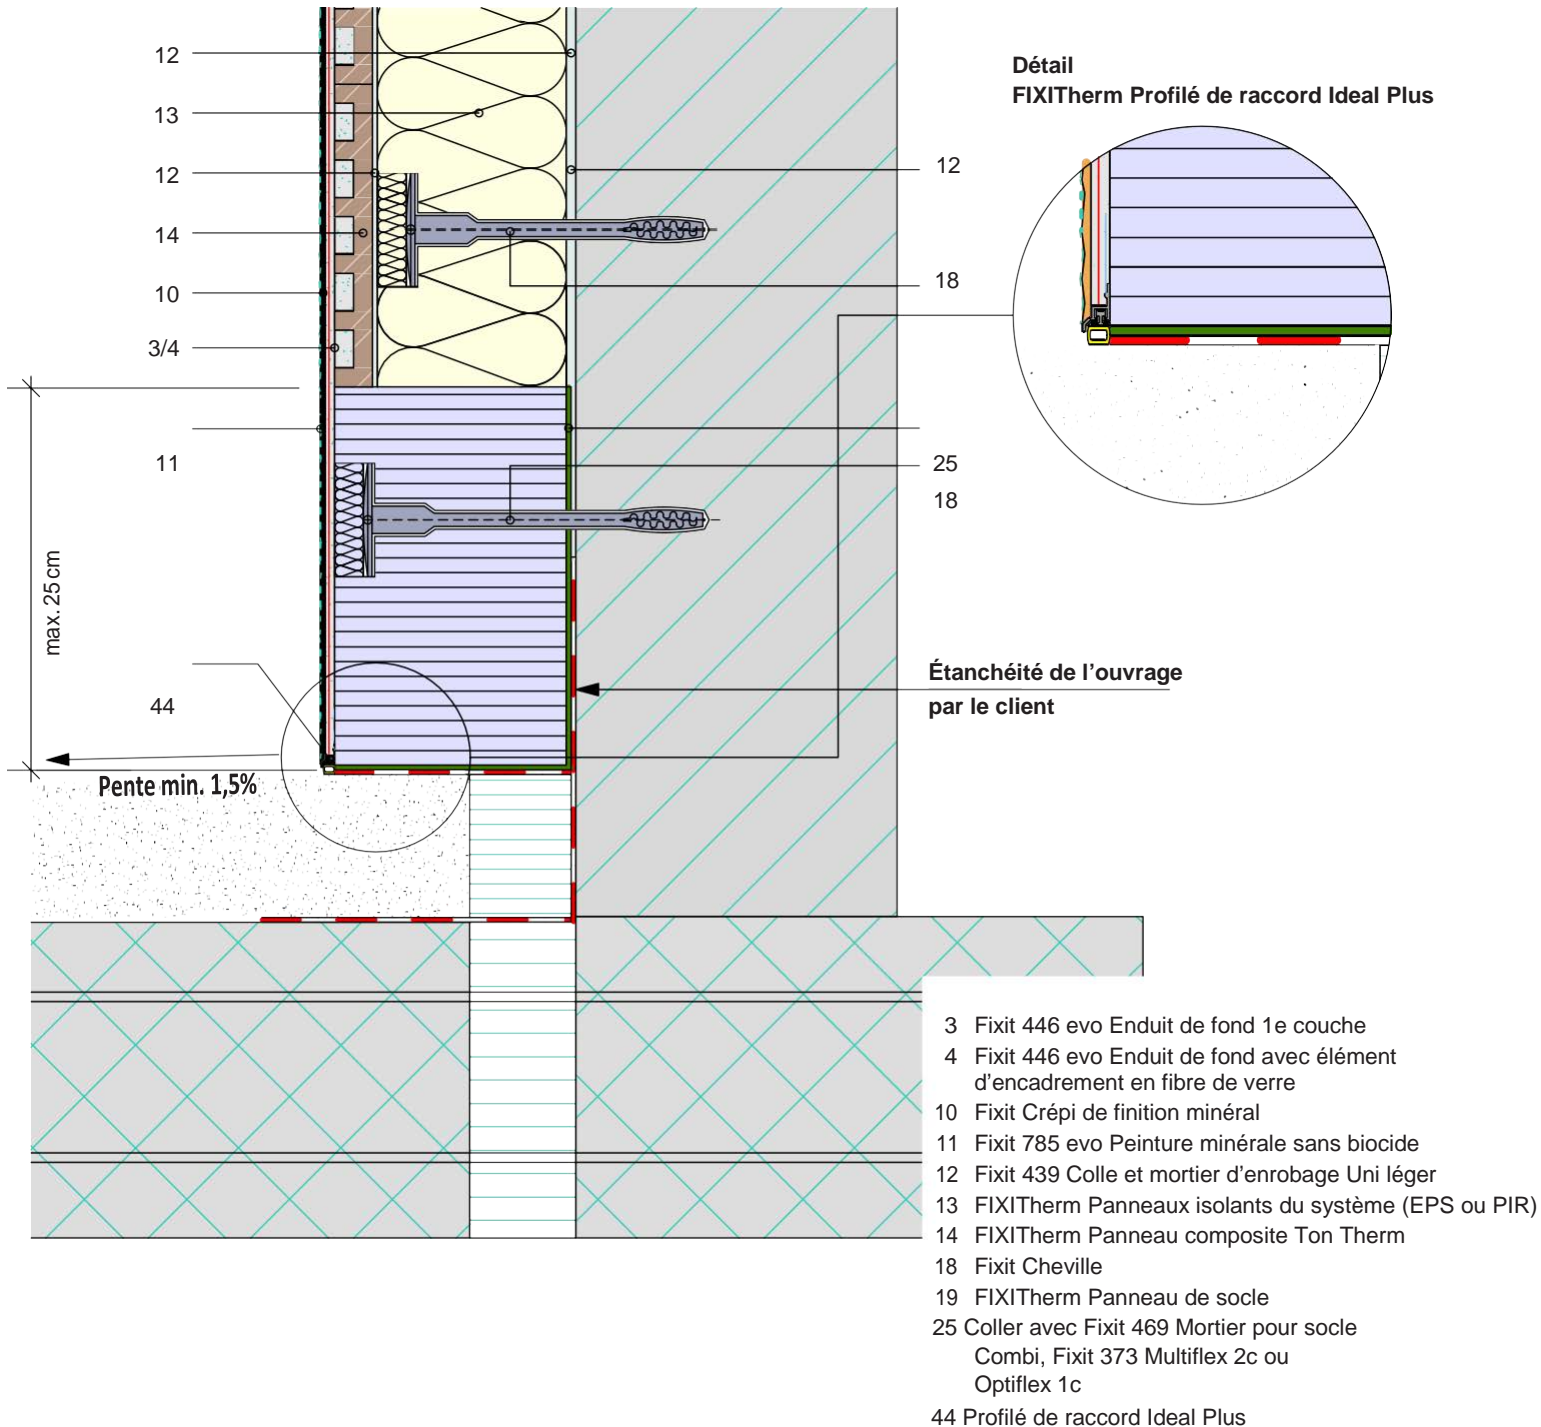 12
13
12
14
10
3/4
11
44
max. 25 cm
Pente min. 1,5%
12
18
25
18
Détail
FIXITherm Profilé de raccord Ideal Plus
Étanchéité de l’ouvrage
par le client
3 Fixit 446 evo Enduit de fond 1e couche
4 Fixit 446 evo Enduit de fond avec élément
d’encadrement en fibre de verre
10 Fixit Crépi de finition minéral
11 Fixit 785 evo Peinture minérale sans biocide
12 Fixit 439 Colle et mortier d’enrobage Uni léger
13 FIXITherm Panneaux isolants du système (EPS ou PIR)
14 FIXITherm Panneau composite Ton Therm
18 Fixit Cheville
19 FIXITherm Panneau de socle
25 Coller avec Fixit 469 Mortier pour socle
Combi, Fixit 373 Multiflex 2c ou
Optiflex 1c
44 Profilé de raccord Ideal Plus